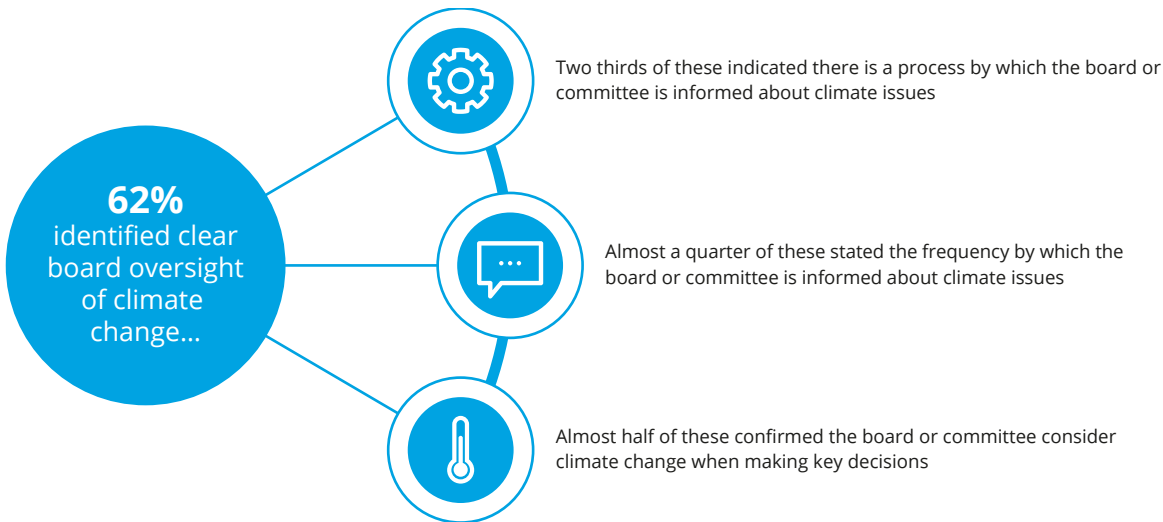 Two thirds of these indicated there is a process by which the board or
committee is informed about climate issues
62%
identified clear
board oversight
of climate
change...
Almost a quarter of these stated the frequency by which the
board or committee is informed about climate issues
Almost half of these confirmed the board or committee consider
climate change when making key decisions